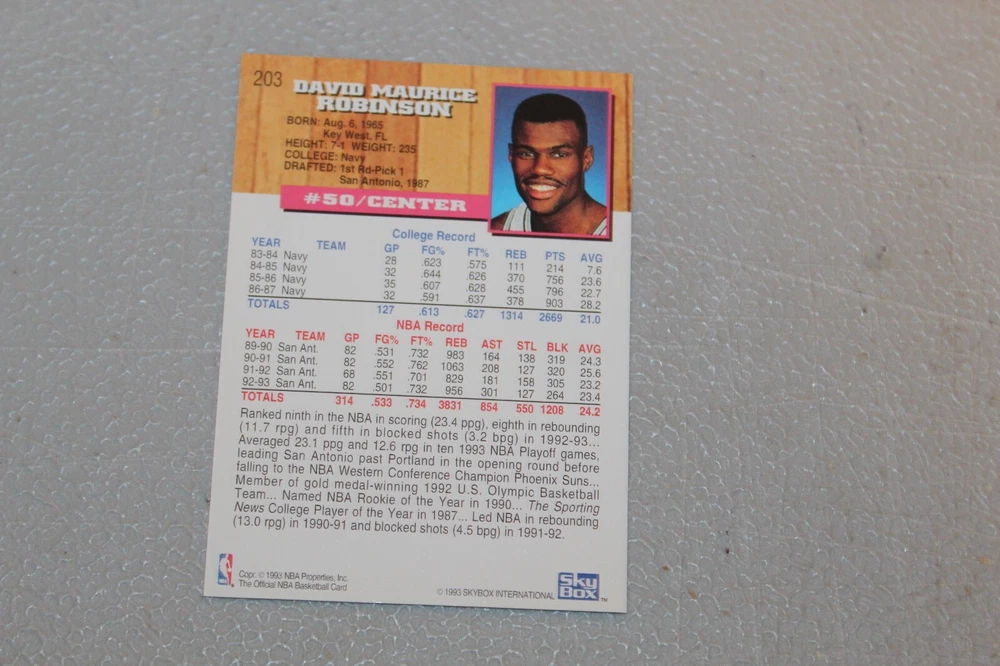 203
DAVID MAURICE
ROBINSON
BORN: Aug. 6, 1965
Key West, FL
HEIGHT: 7-1 WEIGHT: 235
COLLEGE: Navy
DRAFTED: 1st Rd-Pick 1
San Antonio, 1987
#50/CENTER
College Record
YEAR TEAM GP FG% FT% REB PTS AVG
83-84 Navy 28 .623 .575 111 214 7.6
84-85 Navy 32 .644 .626 370 756 23.6
85-86 Navy 35 .607 .628 455 796 22.7
86-87 Navy 32 .591 .637 378 903 28.2
TOTALS 127 .613 .627 1314 2669 21.0
NBA Record
YEAR TEAM GP FG% FT% REB AST STL BLK AVG
89-90 San Ant. 82 .531 .732 983 164 138 319 24.3
90-91 San Ant. 82 .552 .762 1063 208 127 320 25.6
91-92 San Ant. 68 .551 .701 829 181 158 305 23.2
92-93 San Ant. 82 .501 .732 956 301 127 264 23.4
TOTALS 314 .533 .734 3831 854 550 1208 24.2
Ranked ninth in the NBA in scoring (23.4 ppg), eighth in rebounding
(11.7 rpg) and fifth in blocked shots (3.2 bpg) in 1992-93...
Averaged 23.1 ppg and 12.6 rpg in ten 1993 NBA Playoff games,
leading San Antonio past Portland in the opening round before
falling to the NBA Western Conference Champion Phoenix Suns...
Member of gold medal-winning 1992 U.S. Olympic Basketball
Team... Named NBA Rookie of the Year in 1990... The Sporting
News College Player of the Year in 1987... Led NBA in rebounding
(13.0 rpg) in 1990-91 and blocked shots (4.5 bpg) in 1991-92.
Copr. © 1993 NBA Properties, Inc.
The Official NBA Basketball Card
© 1993 SKYBOX INTERNATIONAL
Sky
Box
TM